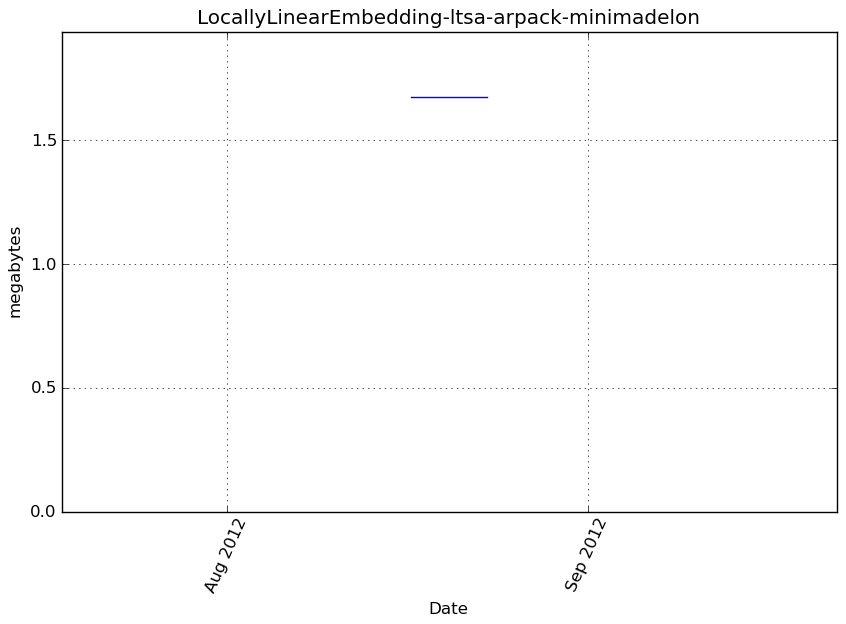 LocallyLinearEmbedding-ltsa-arpack-minimadelon
megabytes
1.5
1.0
0.5
0.0
Aug 2012
Sep 2012
Date